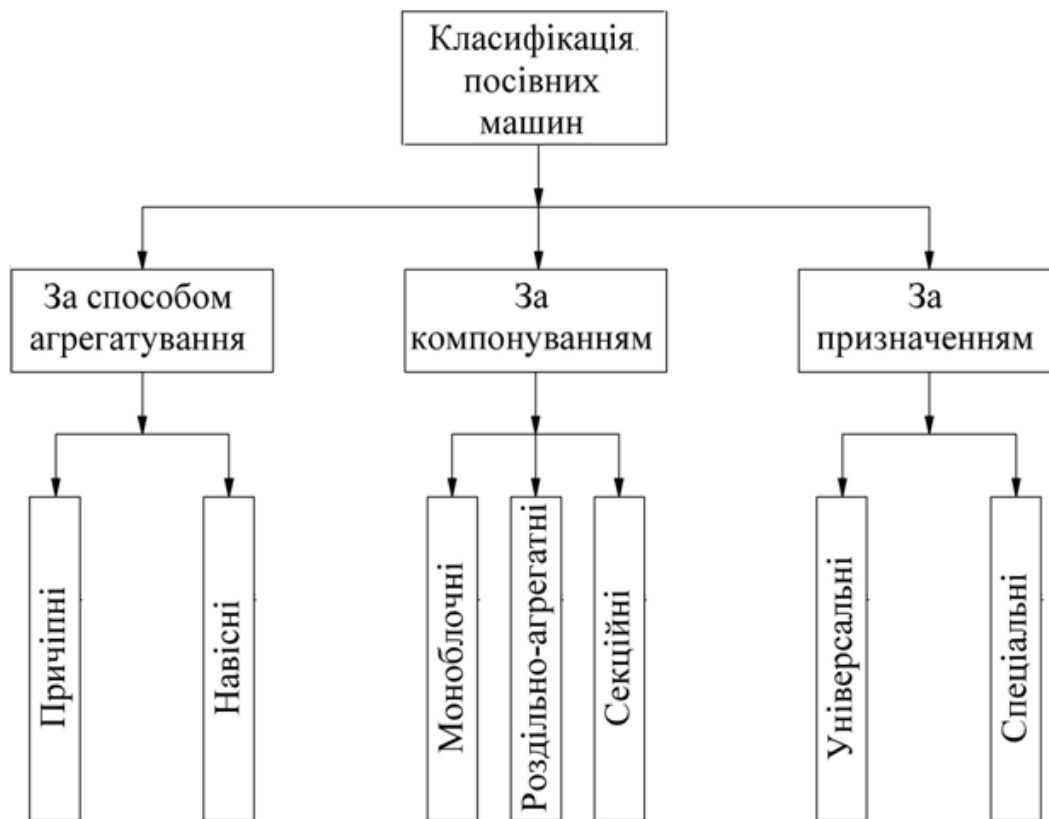 Класифікація
посівних
машин
За способом
агрегатування
За
компонуванням
За
призначенням
Причіпні
Навісні
Моноблочні
Роздільно-агрегатні
Секційні
Універсальні
Спеціальні